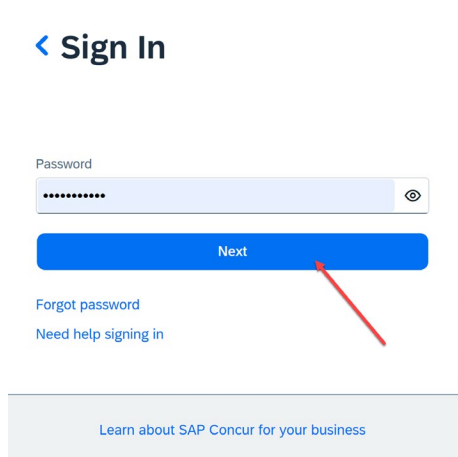 Sign In
Password
•••••••••••
Next
Forgot password
Need help signing in
Learn about SAP Concur for your business